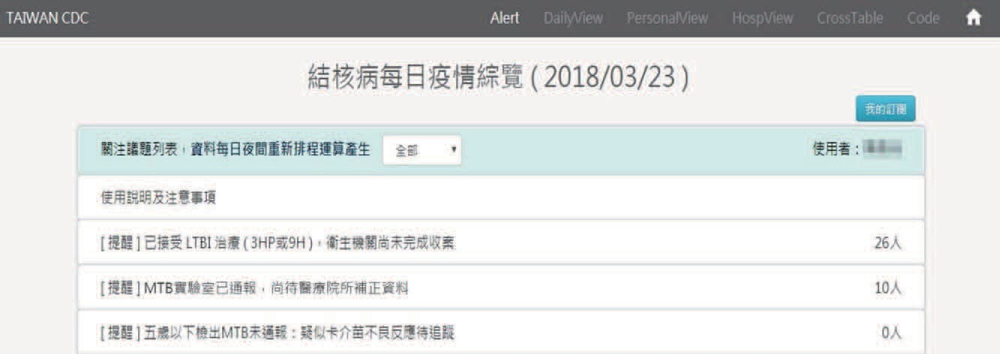 TAIWAN CDC Alert DailyView PersonalView HospView CrossTable Code
結核病每日疫情綜覽 ( 2018/03/23 )
我的訂閱
關注議題列表，資料每日夜間重新排程運算產生 全部 使用者：
使用說明及注意事項
[ 提醒 ] 已接受 LTBI 治療 ( 3HP或9H )，衛生機關尚未完成收案 26人
[ 提醒 ] MTB實驗室已通報，尚待醫療院所補正資料 10人
[ 提醒 ] 五歲以下檢出MTB未通報：疑似卡介苗不良反應待追蹤 0人